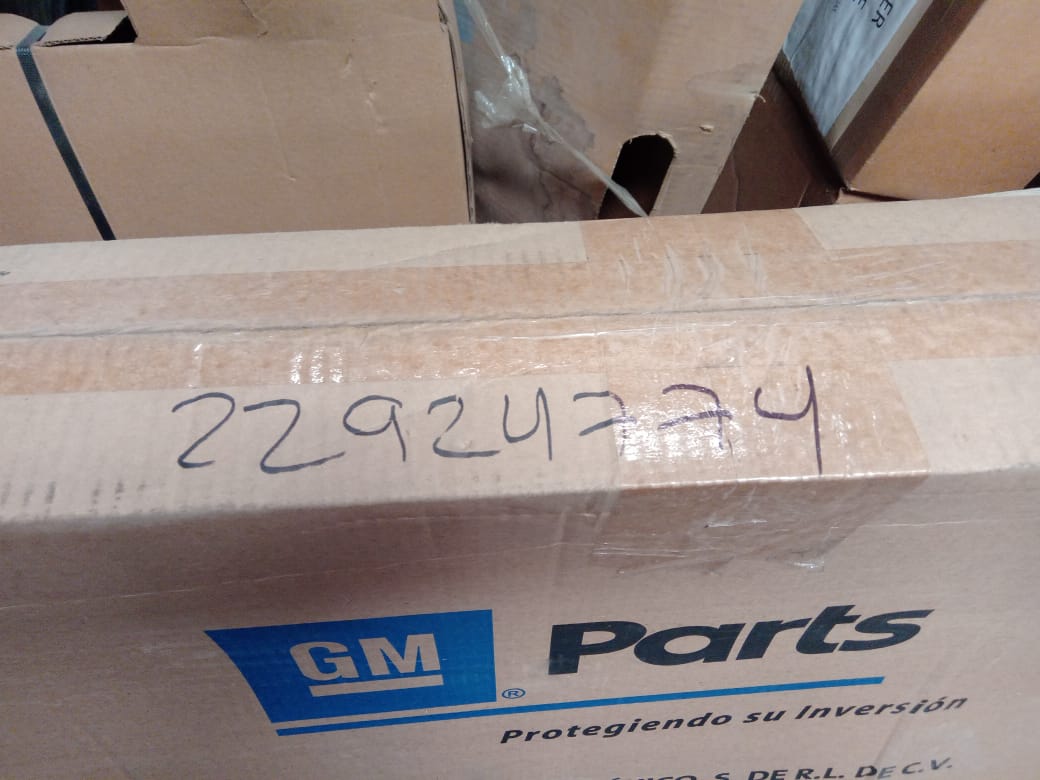 22924774
GM ® Parts
Protegiendo su Inversión
S. DE R.L. DE C.V.